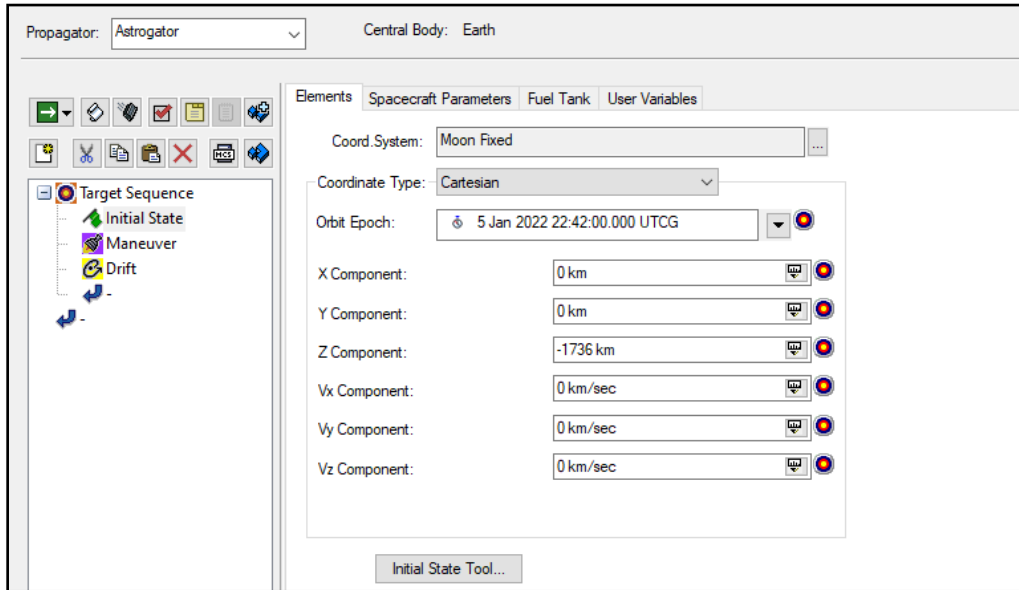 Propagator: Astrogator Central Body: Earth
Elements Spacecraft Parameters Fuel Tank User Variables
MCS
Coord.System: Moon Fixed ...
Target Sequence
Initial State
Maneuver
Drift
-
-
Coordinate Type: Cartesian
Orbit Epoch: 5 Jan 2022 22:42:00.000 UTCG
X Component: 0 km
Y Component: 0 km
Z Component: -1736 km
Vx Component: 0 km/sec
Vy Component: 0 km/sec
Vz Component: 0 km/sec
Initial State Tool...